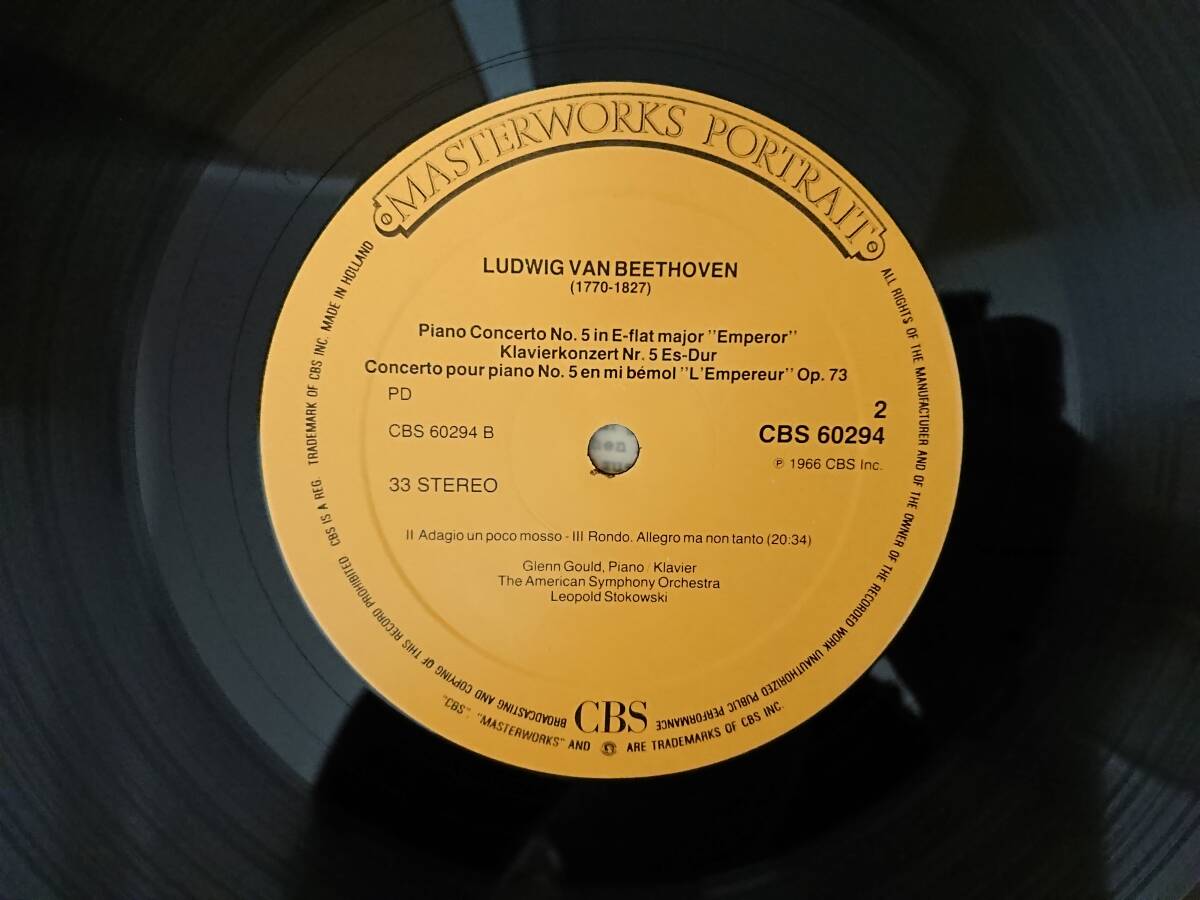 MASTERWORKS PORTRAIT
LUDWIG VAN BEETHOVEN
(1770-1827)
Piano Concerto No. 5 in E-flat major "Emperor"
Klavierkonzert Nr. 5 Es-Dur
Concerto pour piano No. 5 en mi bémol "L'Empereur" Op. 73
PD
2
CBS 60294 B
CBS 60294
℗ 1966 CBS Inc.
33 STEREO
II Adagio un poco mosso - III Rondo. Allegro ma non tanto (20:34)
Glenn Gould, Piano / Klavier
The American Symphony Orchestra
Leopold Stokowski
CBS
ALL RIGHTS OF THE MANUFACTURER AND OF THE OWNER OF THE RECORDED WORK UNAUTHORIZED PUBLIC PERFORMANCE BROADCASTING AND COPYING OF THIS RECORD PROHIBITED CBS IS A REG. TRADEMARK OF CBS INC. MADE IN HOLLAND
"CBS", "MASTERWORKS" AND ARE TRADEMARKS OF CBS INC.